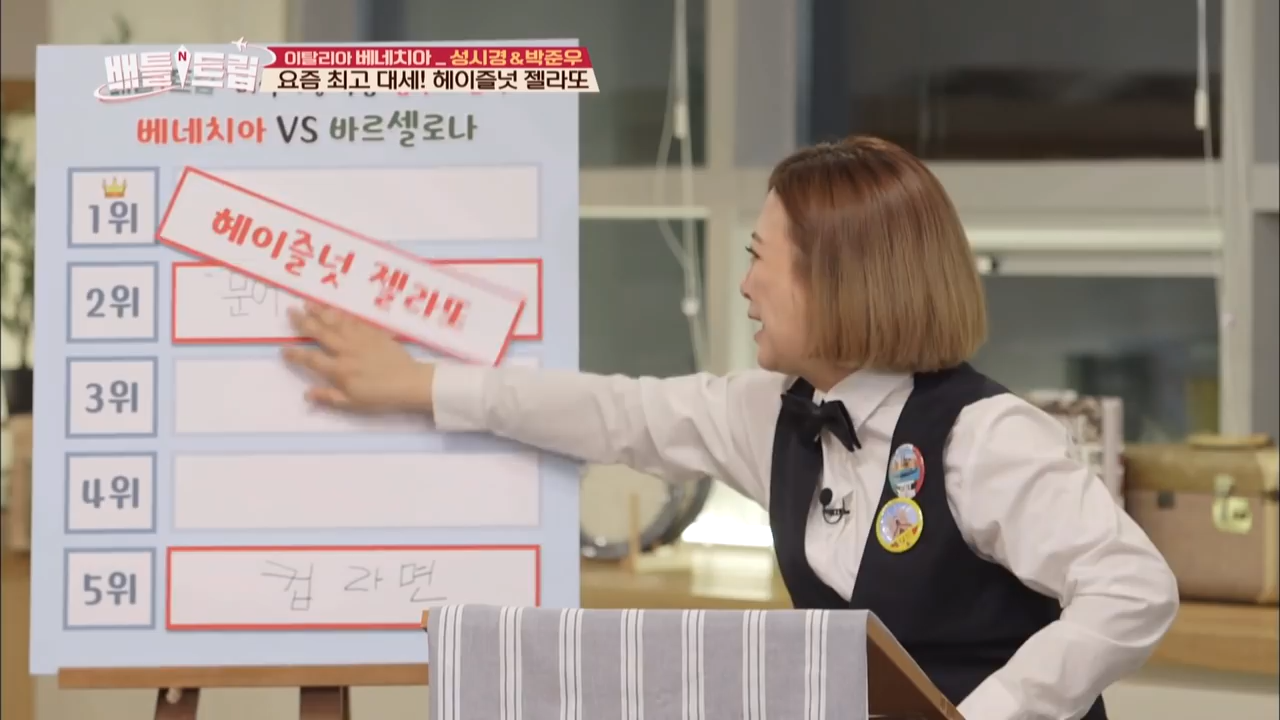 배틀트립
이탈리아 베네치아 _ 성시경&박준우
요즘 최고 대세! 헤이즐넛 젤라또
베네치아 VS 바르셀로나
1위
헤이즐넛 젤라또
2위
문어
3위
4위
5위
컵라면